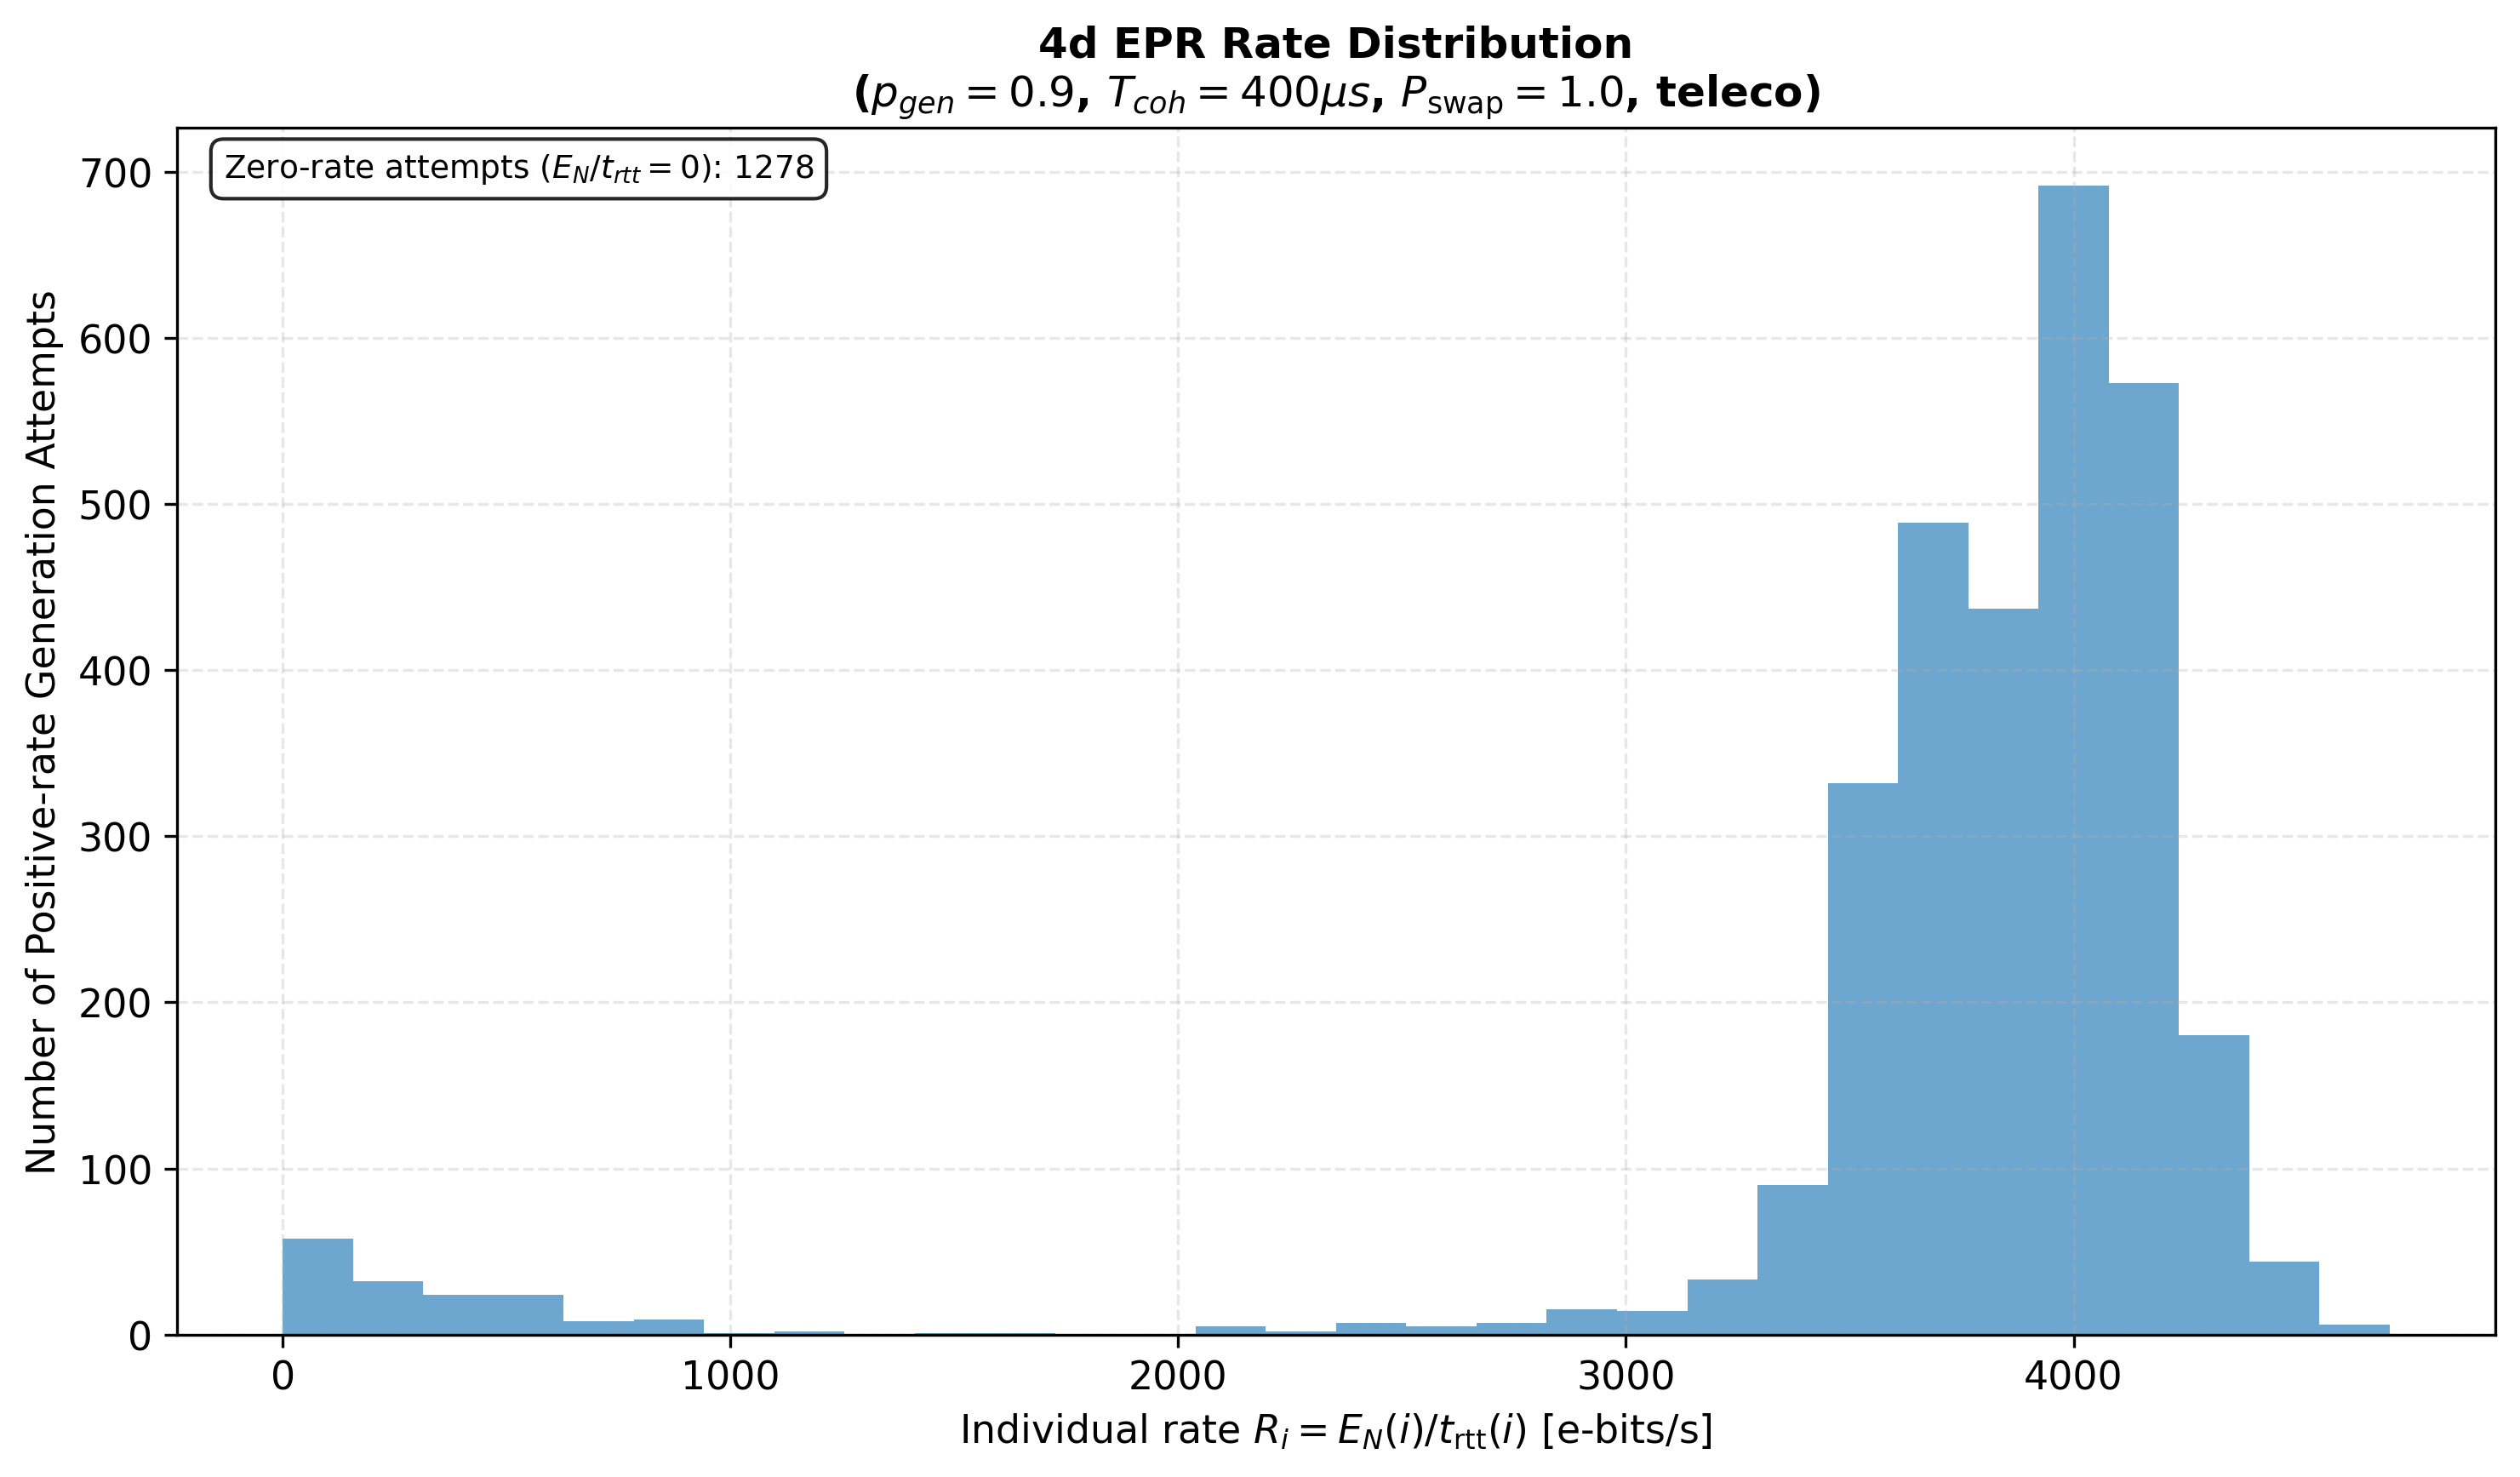 4d EPR Rate Distribution
(p_gen = 0.9, T_coh = 400μs, P_swap = 1.0, teleco)
Zero-rate attempts (E_N/t_rtt = 0): 1278
700
600
500
400
300
200
100
0
Number of Positive-rate Generation Attempts
0 1000 2000 3000 4000
Individual rate R_i = E_N(i)/t_rtt(i) [e-bits/s]